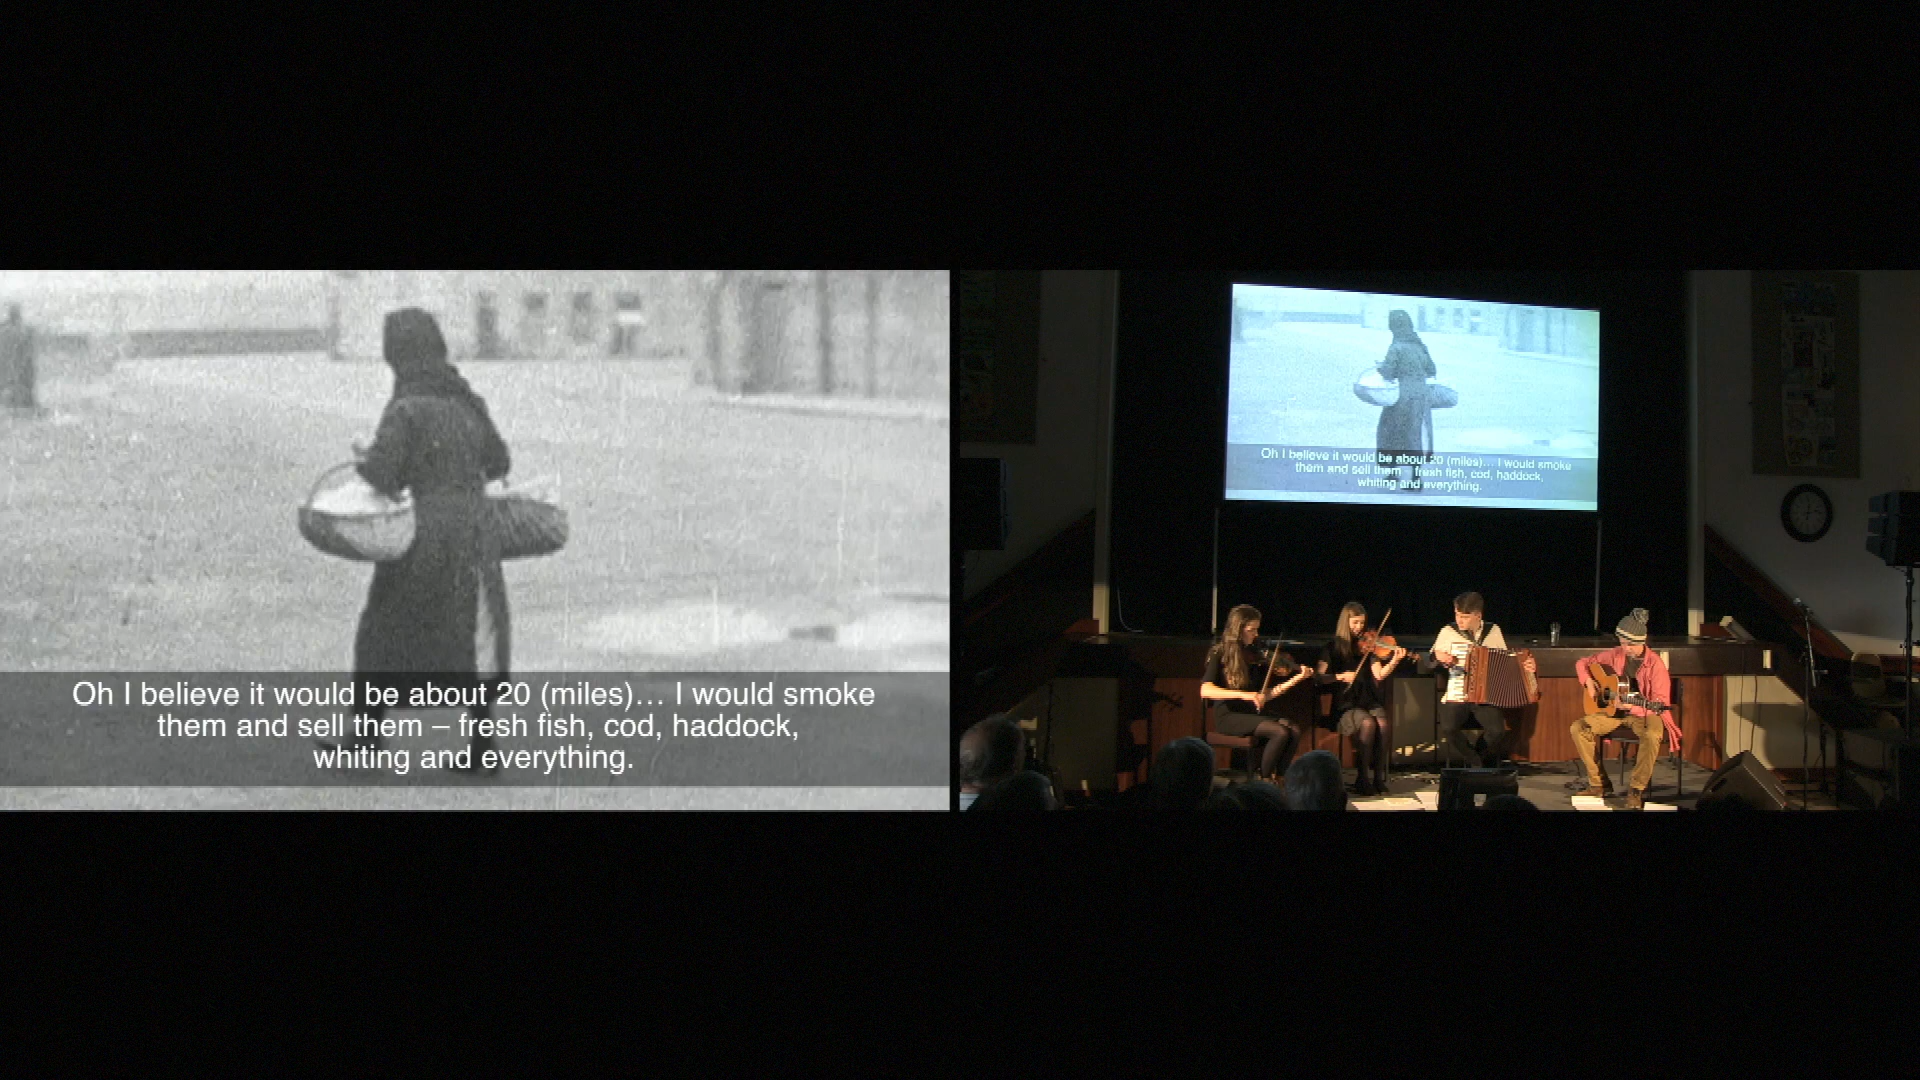 Oh I believe it would be about 20 (miles)... I would smoke
them and sell them – fresh fish, cod, haddock,
whiting and everything.
Oh I believe it would be about 20 (miles)... I would smoke
them and sell them – fresh fish, cod, haddock,
whiting and everything.